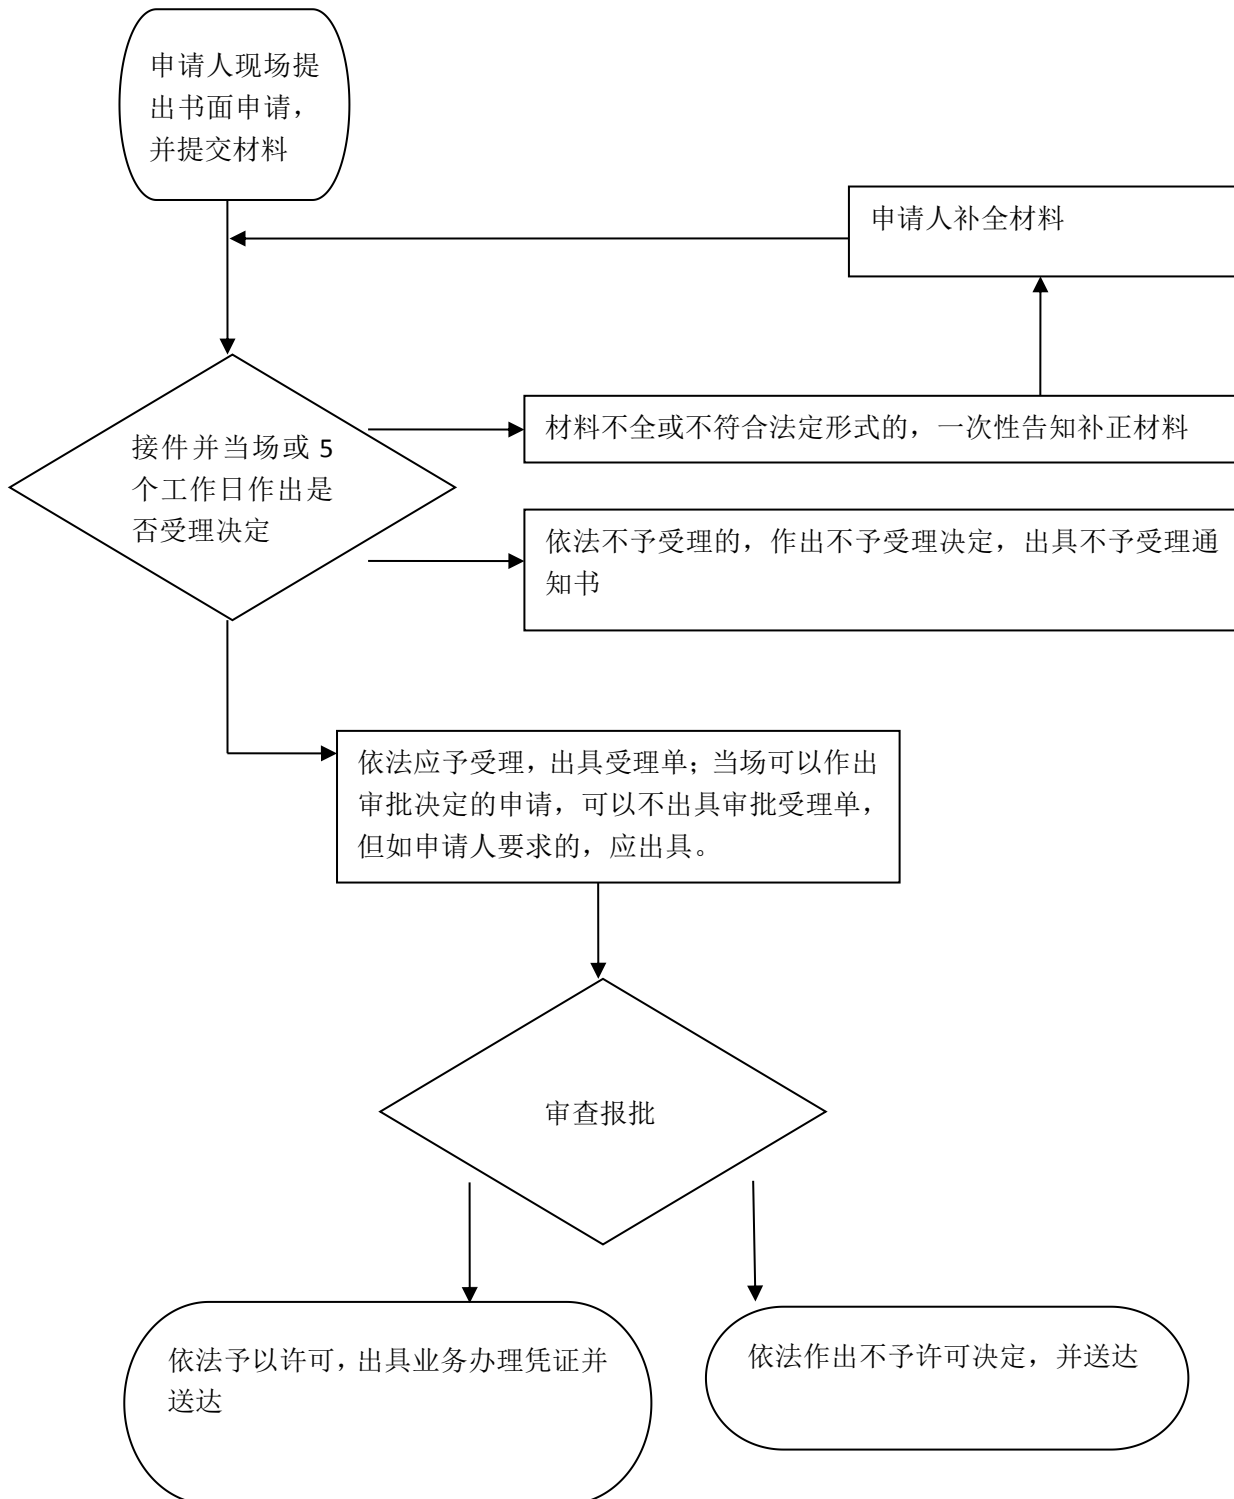 申请人现场提
出书面申请，
并提交材料
申请人补全材料
材料不全或不符合法定形式的，一次性告知补正材料
接件并当场或 5
个工作日作出是
否受理决定
依法不予受理的，作出不予受理决定，出具不予受理通
知书
依法应予受理，出具受理单；当场可以作出
审批决定的申请，可以不出具审批受理单，
但如申请人要求的，应出具。
审查报批
依法予以许可，出具业务办理凭证并
送达
依法作出不予许可决定，并送达